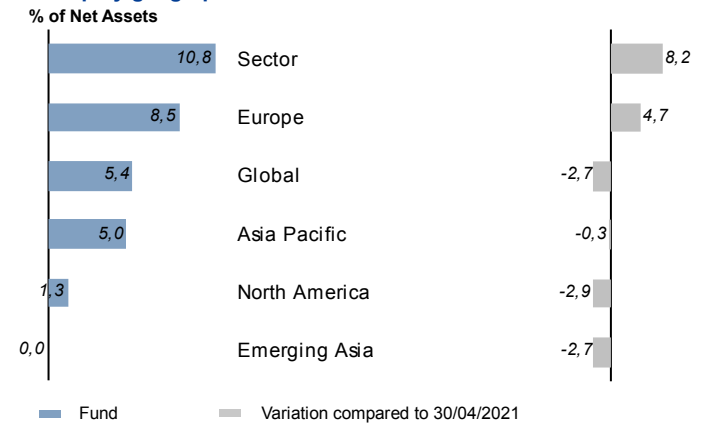 % of Net Assets
10,8 Sector 8,2
8,5 Europe 4,7
5,4 Global -2,7
5,0 Asia Pacific -0,3
1,3 North America -2,9
0,0 Emerging Asia -2,7
Fund Variation compared to 30/04/2021